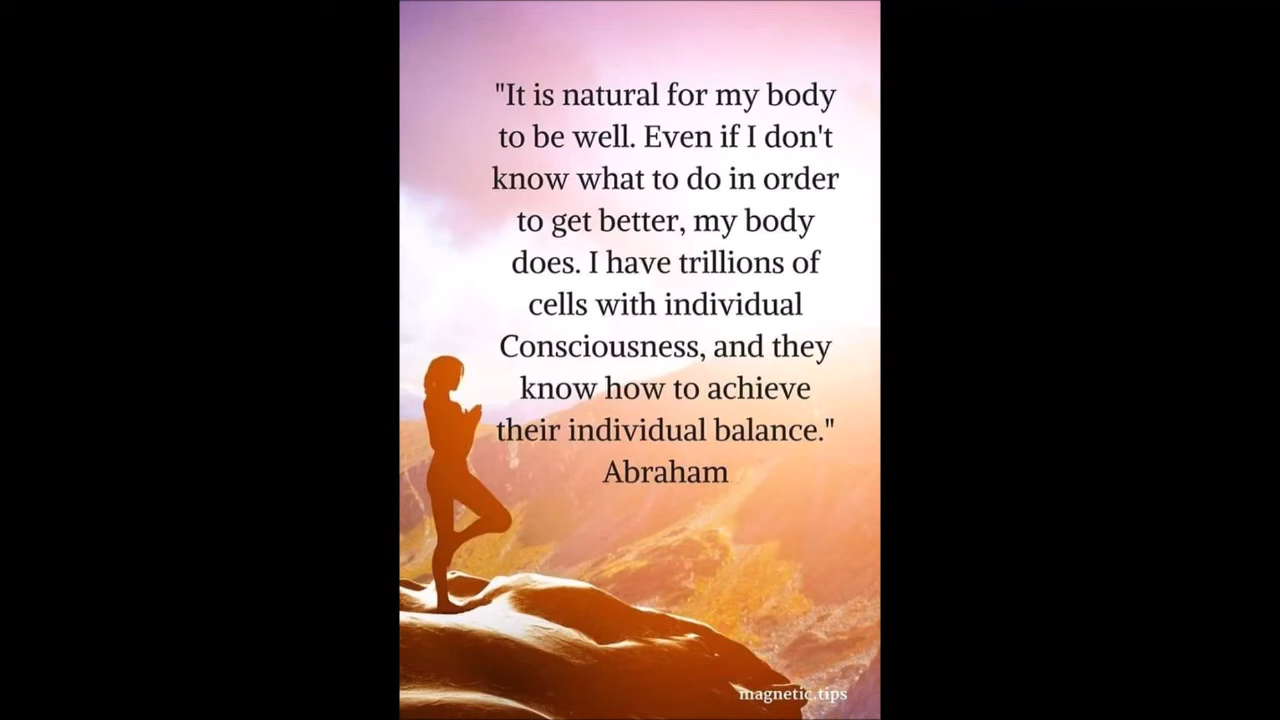 "It is natural for my body
to be well. Even if I don't
know what to do in order
to get better, my body
does. I have trillions of
cells with individual
Consciousness, and they
know how to achieve
their individual balance."
Abraham
magnetic.tips